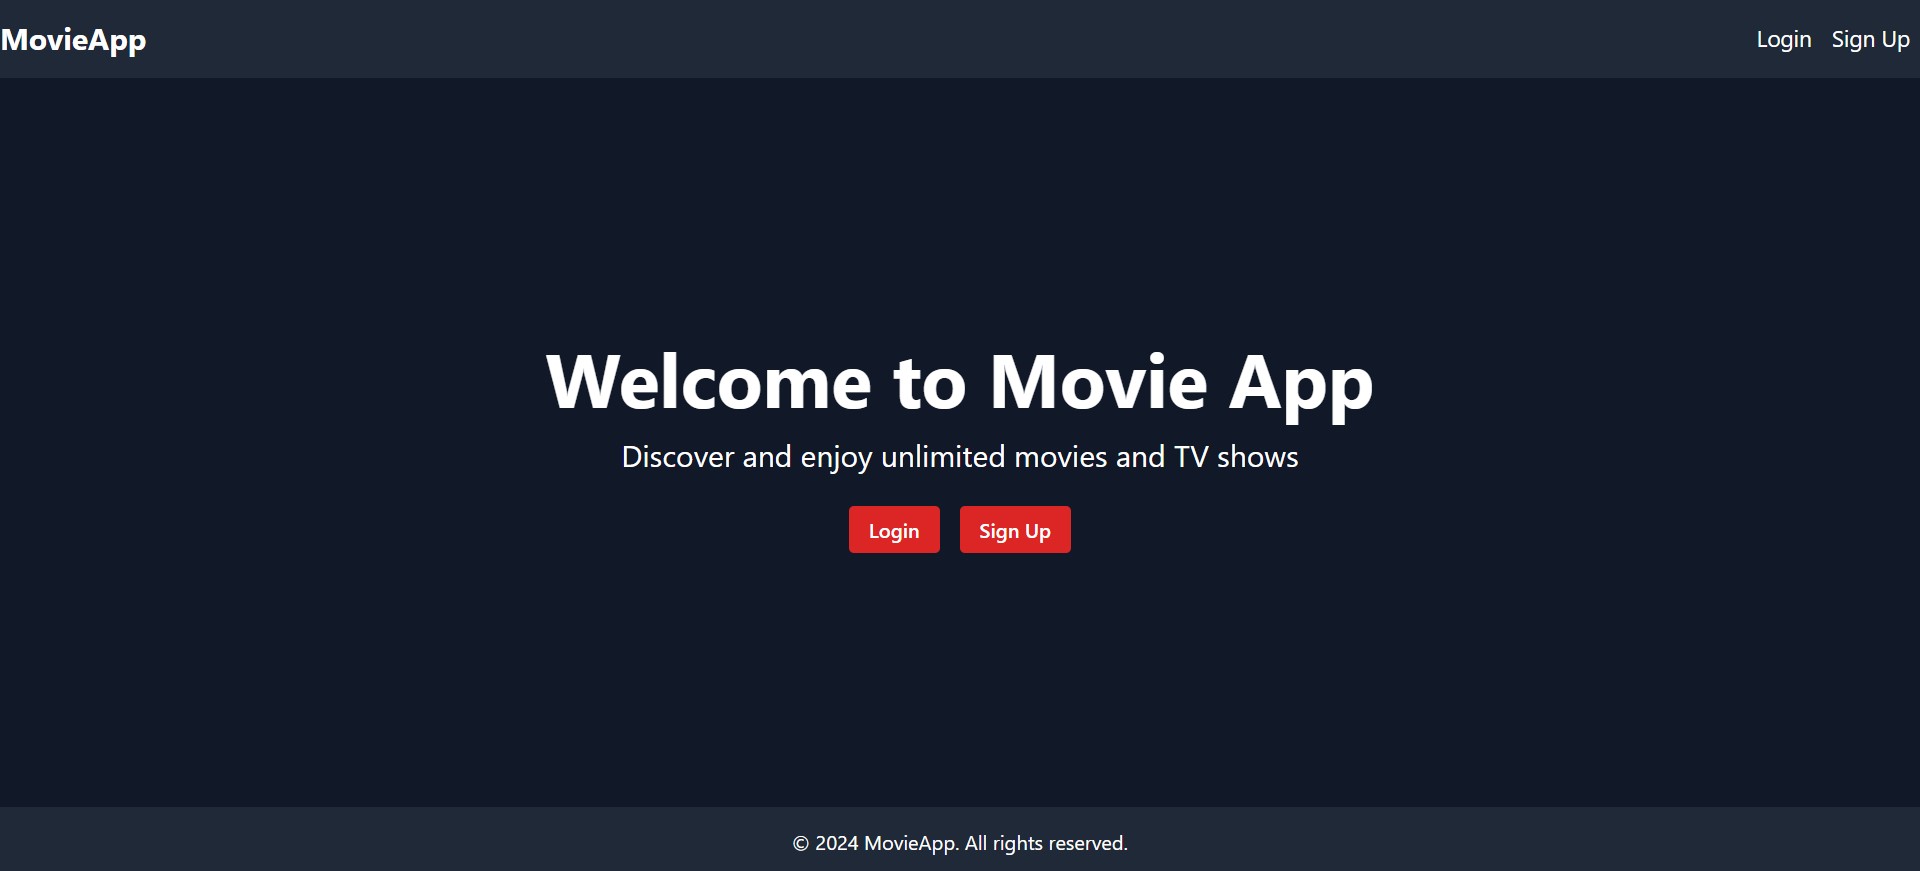 MovieApp
Login Sign Up
Welcome to Movie App
Discover and enjoy unlimited movies and TV shows
Login Sign Up
© 2024 MovieApp. All rights reserved.